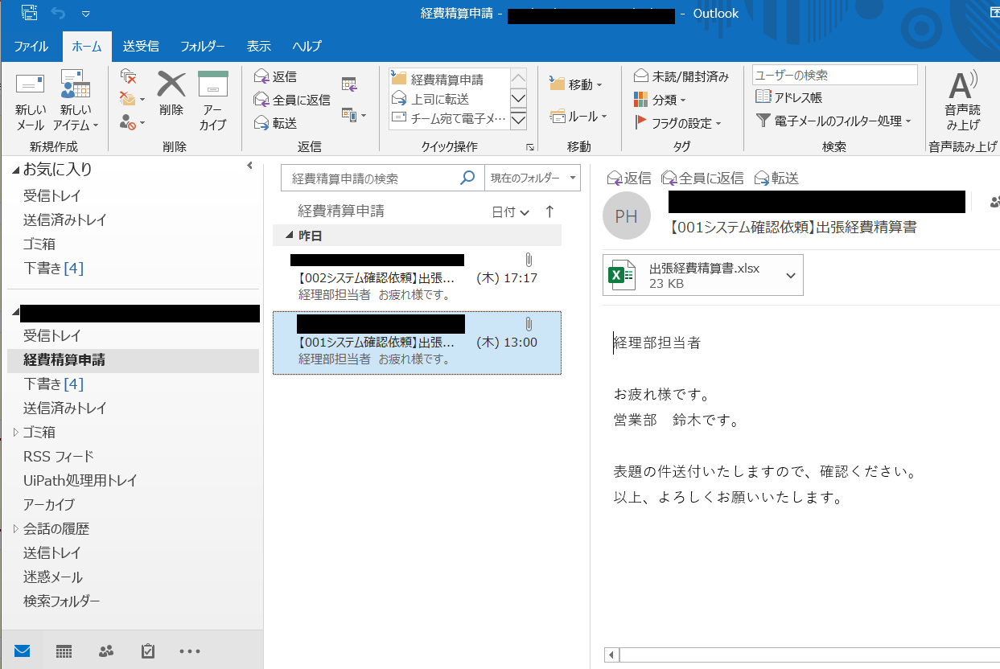 経費精算申請 - - Outlook
ファイル ホーム 送受信 フォルダー 表示 ヘルプ
新しい
メール
新しい
アイテム
新規作成
削除
アー
カイブ
削除
返信
全員に返信
転送
返信
経費精算申請
上司に転送
チーム宛て電子メ…
クイック操作
移動
ルール
移動
未読/開封済み
分類
フラグの設定
タグ
ユーザーの検索
アドレス帳
電子メールのフィルター処理
検索
音声読
み上げ
音声読み上げ
お気に入り
受信トレイ
送信済みトレイ
ゴミ箱
下書き [4]
受信トレイ
経費精算申請
下書き [4]
送信済みトレイ
ゴミ箱
RSS フィード
UiPath処理用トレイ
アーカイブ
会話の履歴
送信トレイ
迷惑メール
検索フォルダー
経費精算申請の検索 現在のフォルダー
経費精算申請 日付
昨日
【002システム確認依頼】出張... (木) 17:17
経理部担当者 お疲れ様です。
【001システム確認依頼】出張... (木) 13:00
経理部担当者 お疲れ様です。
返信 全員に返信 転送
PH
【001システム確認依頼】出張経費精算書
出張経費精算書.xlsx
23 KB
経理部担当者
お疲れ様です。
営業部 鈴木です。
表題の件送付いたしますので、確認ください。
以上、よろしくお願いいたします。